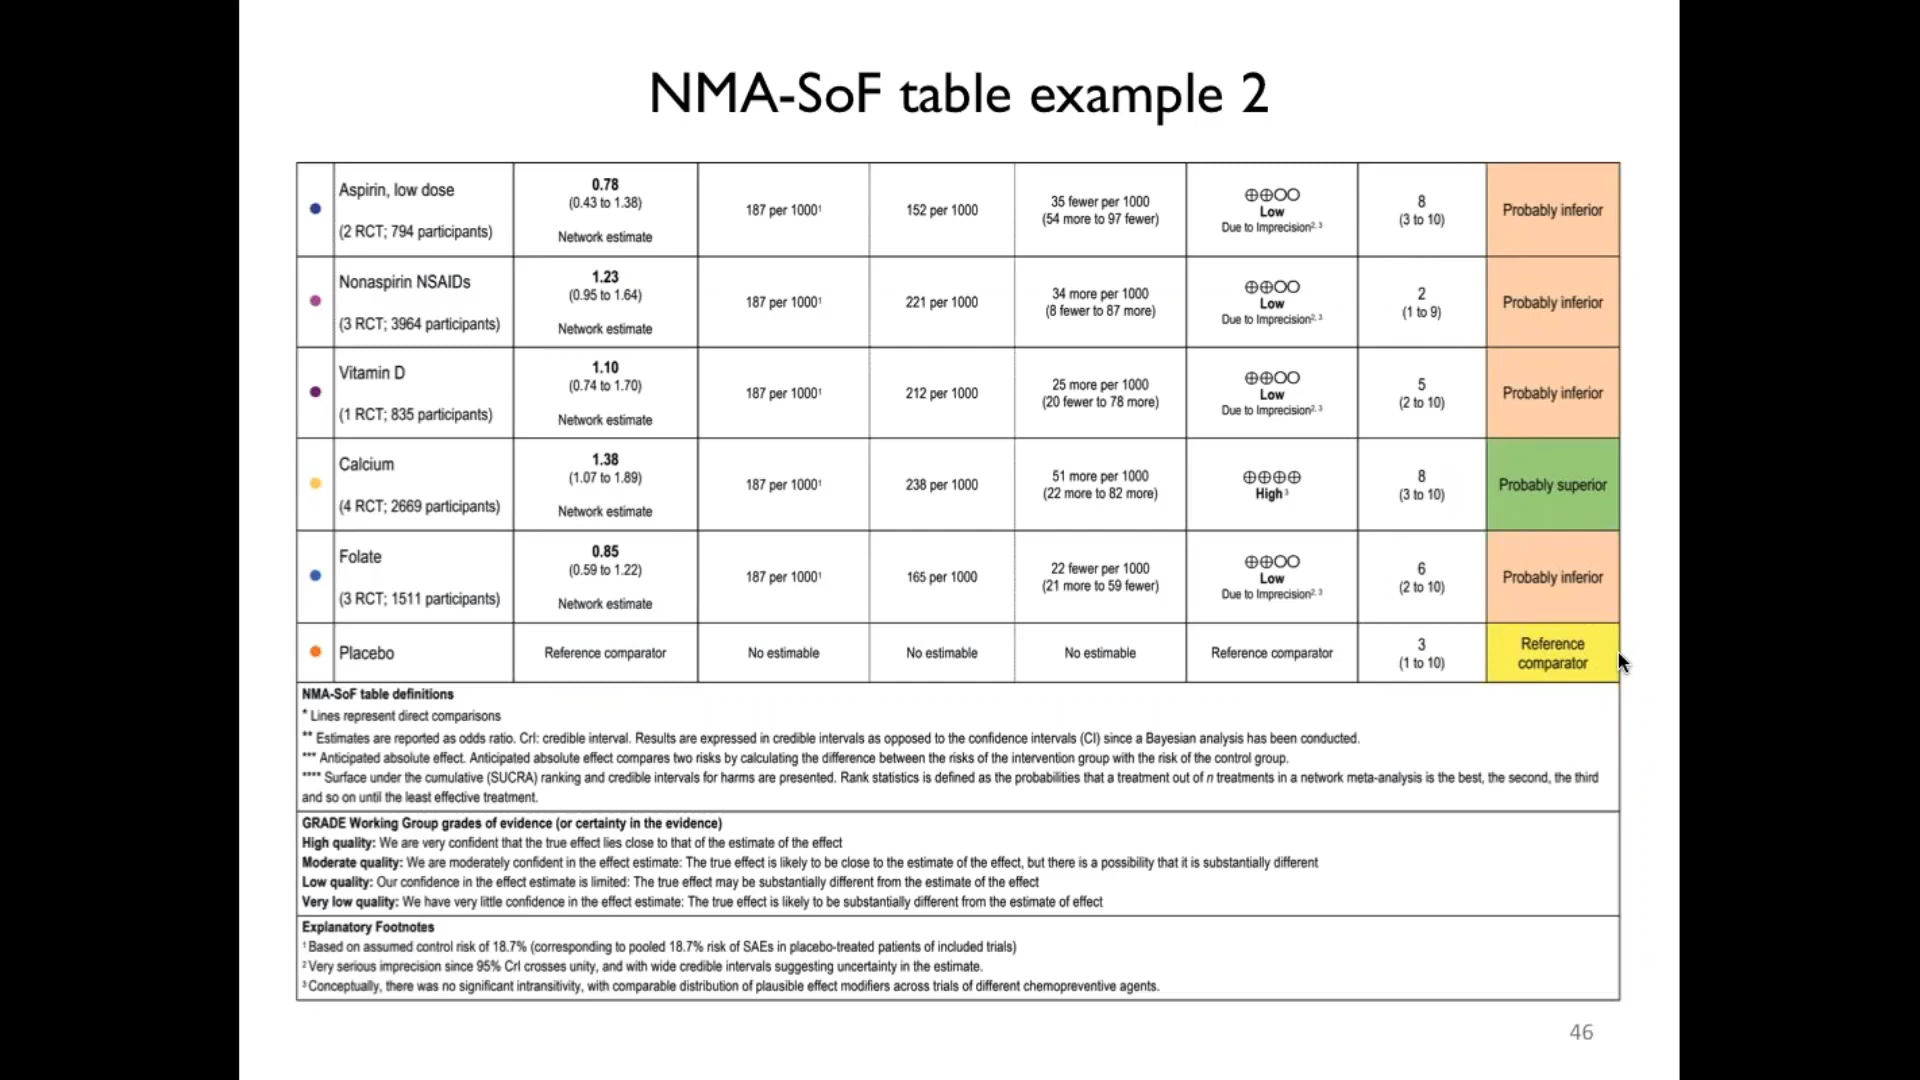 NMA-SoF table example 2
Aspirin, low dose
(2 RCT; 794 participants)
0.78
(0.43 to 1.38)
Network estimate
187 per 1000¹
152 per 1000
35 fewer per 1000
(54 more to 97 fewer)
⊕⊕OO
Low
Due to Imprecision², ³
8
(3 to 10)
Probably inferior
Nonaspirin NSAIDs
(3 RCT; 3964 participants)
1.23
(0.95 to 1.64)
Network estimate
187 per 1000¹
221 per 1000
34 more per 1000
(8 fewer to 87 more)
⊕⊕OO
Low
Due to Imprecision², ³
2
(1 to 9)
Probably inferior
Vitamin D
(1 RCT; 835 participants)
1.10
(0.74 to 1.70)
Network estimate
187 per 1000¹
212 per 1000
25 more per 1000
(20 fewer to 78 more)
⊕⊕OO
Low
Due to Imprecision², ³
5
(2 to 10)
Probably inferior
Calcium
(4 RCT; 2669 participants)
1.38
(1.07 to 1.89)
Network estimate
187 per 1000¹
238 per 1000
51 more per 1000
(22 more to 82 more)
⊕⊕⊕⊕
High ³
8
(3 to 10)
Probably superior
Folate
(3 RCT; 1511 participants)
0.85
(0.59 to 1.22)
Network estimate
187 per 1000¹
165 per 1000
22 fewer per 1000
(21 more to 59 fewer)
⊕⊕OO
Low
Due to Imprecision², ³
6
(2 to 10)
Probably inferior
Placebo
Reference comparator
No estimable
No estimable
No estimable
Reference comparator
3
(1 to 10)
Reference
comparator
NMA-SoF table definitions
* Lines represent direct comparisons
** Estimates are reported as odds ratio. CrI: credible interval. Results are expressed in credible intervals as opposed to the confidence intervals (CI) since a Bayesian analysis has been conducted.
*** Anticipated absolute effect. Anticipated absolute effect compares two risks by calculating the difference between the risks of the intervention group with the risk of the control group.
**** Surface under the cumulative (SUCRA) ranking and credible intervals for harms are presented. Rank statistics is defined as the probabilities that a treatment out of n treatments in a network meta-analysis is the best, the second, the third
and so on until the least effective treatment.
GRADE Working Group grades of evidence (or certainty in the evidence)
High quality: We are very confident that the true effect lies close to that of the estimate of the effect
Moderate quality: We are moderately confident in the effect estimate: The true effect is likely to be close to the estimate of the effect, but there is a possibility that it is substantially different
Low quality: Our confidence in the effect estimate is limited: The true effect may be substantially different from the estimate of the effect
Very low quality: We have very little confidence in the effect estimate: The true effect is likely to be substantially different from the estimate of effect
Explanatory Footnotes
¹ Based on assumed control risk of 18.7% (corresponding to pooled 18.7% risk of SAEs in placebo-treated patients of included trials)
² Very serious imprecision since 95% CrI crosses unity, and with wide credible intervals suggesting uncertainty in the estimate.
³ Conceptually, there was no significant intransitivity, with comparable distribution of plausible effect modifiers across trials of different chemopreventive agents.
46